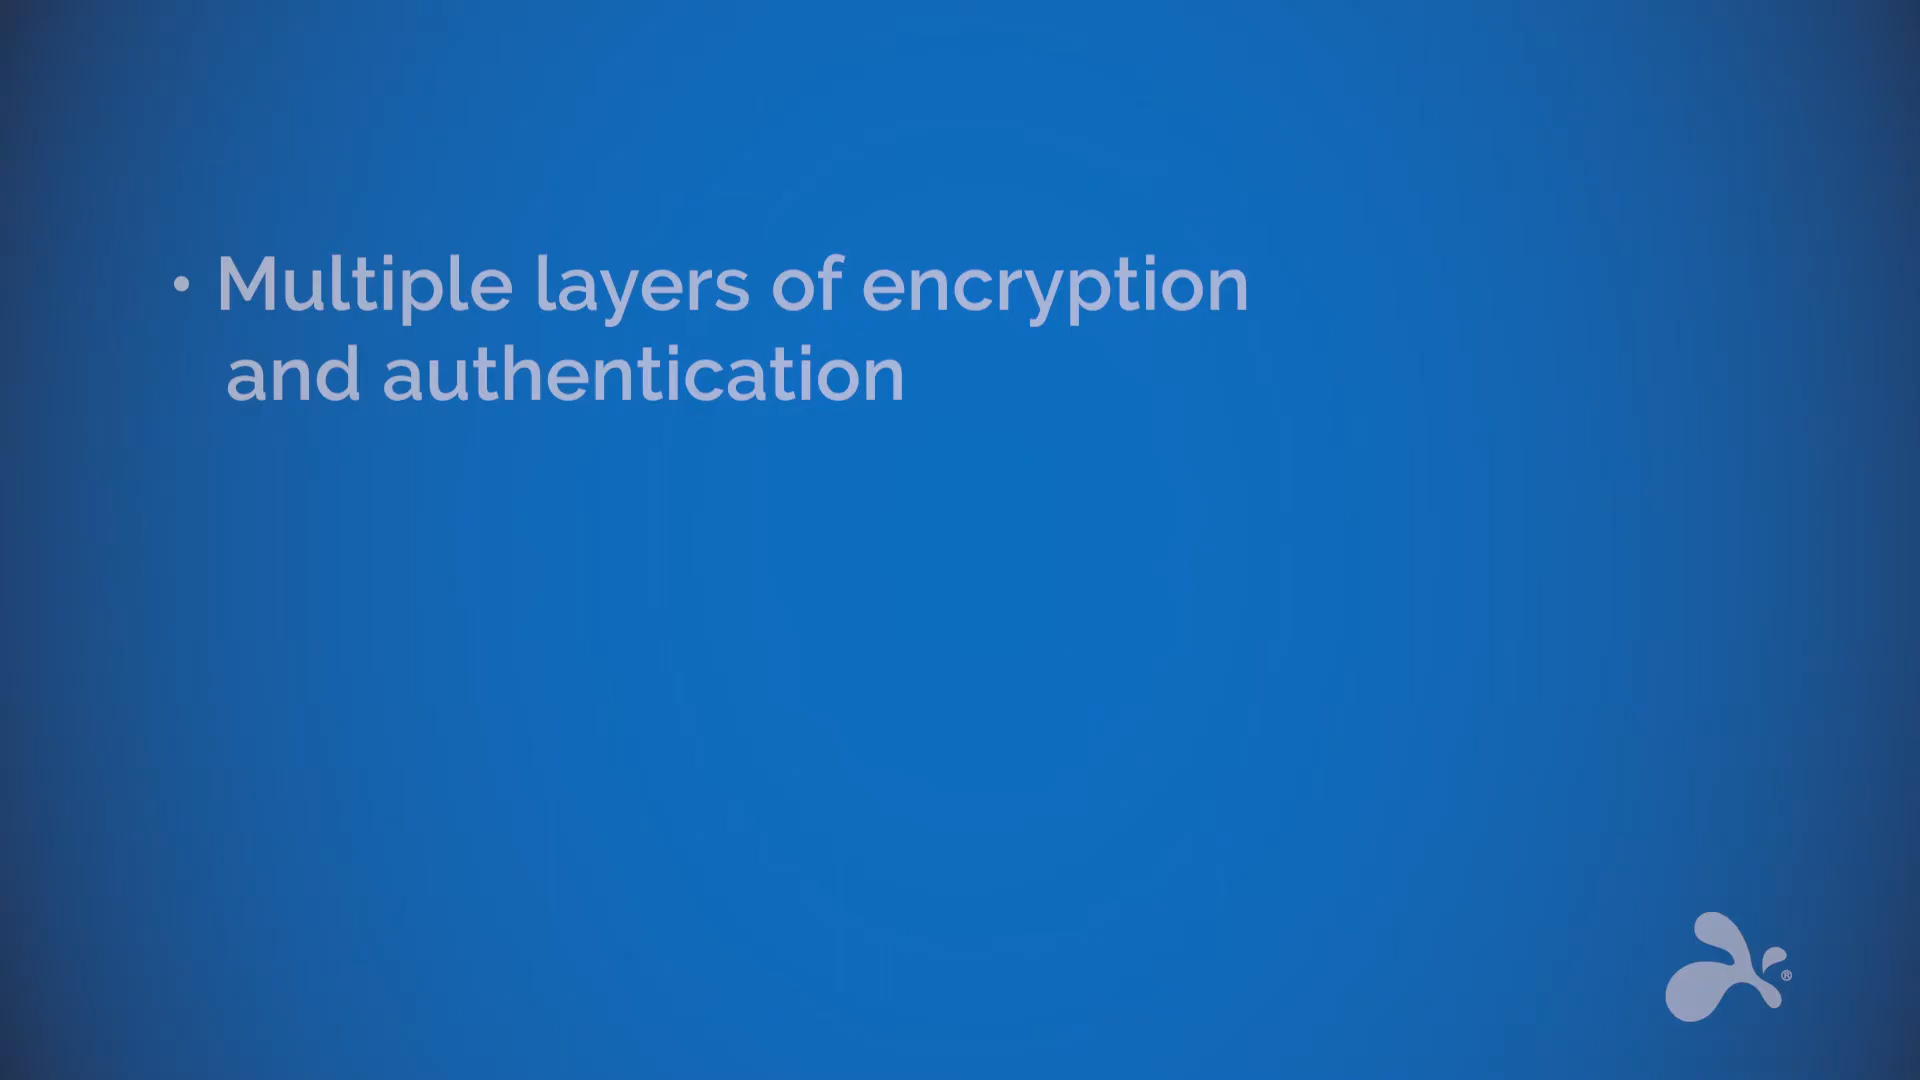 • Multiple layers of encryption
and authentication
®